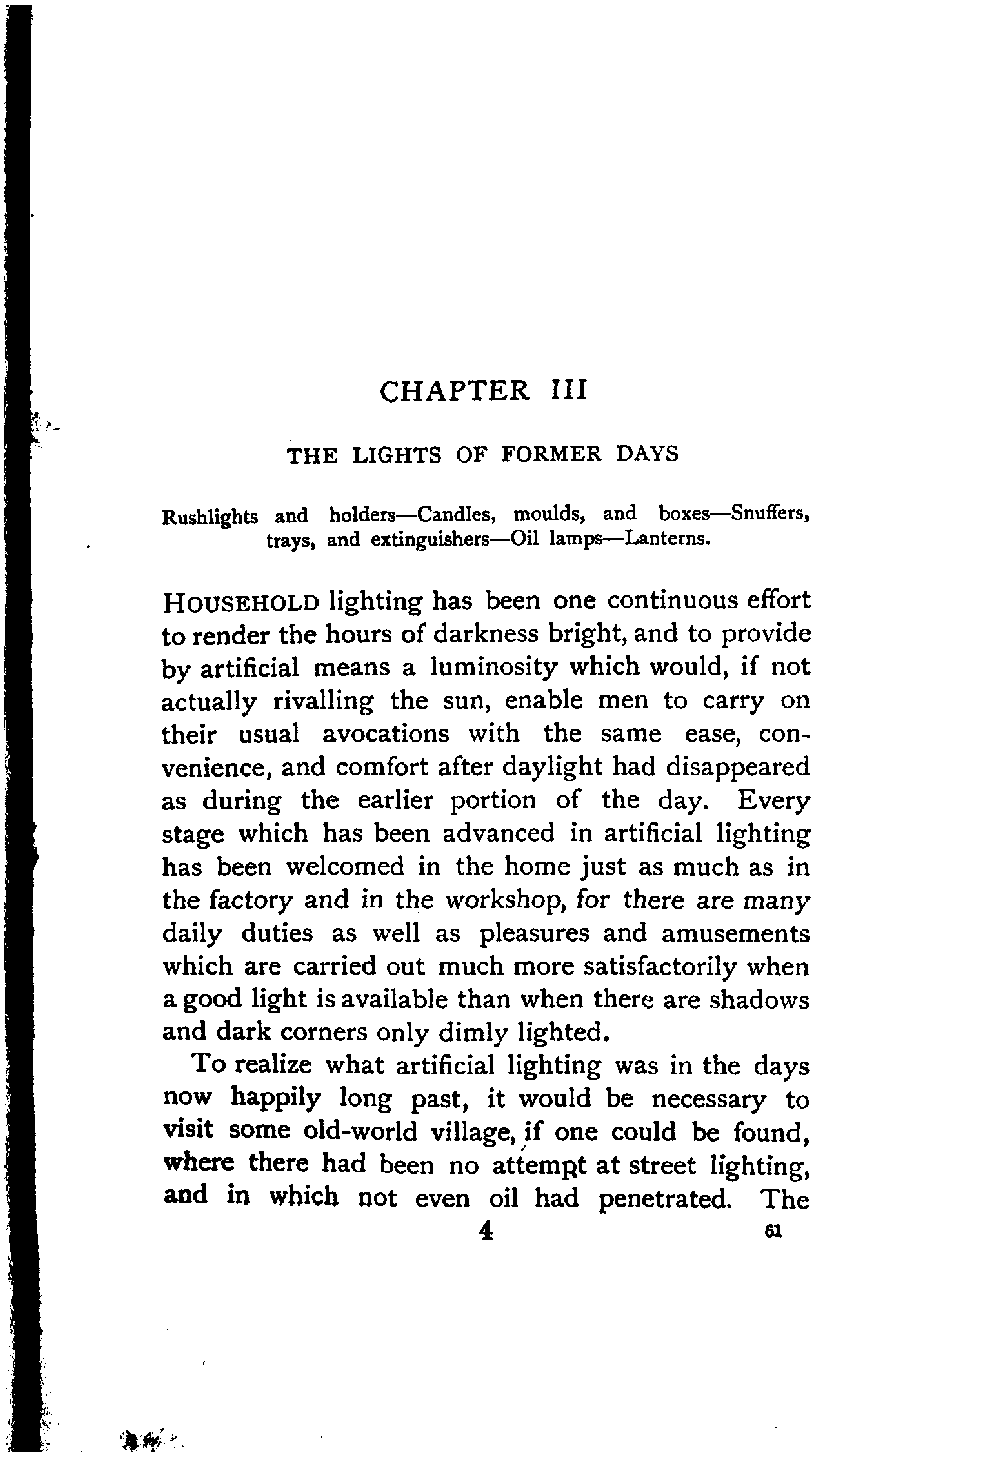 CHAPTER III
THE LIGHTS OF FORMER DAYS
Rushlights and holders—Candles, moulds, and boxes—Snuffers,
trays, and extinguishers—Oil lamps—Lanterns.
HOUSEHOLD lighting has been one continuous effort
to render the hours of darkness bright, and to provide
by artificial means a luminosity which would, if not
actually rivalling the sun, enable men to carry on
their usual avocations with the same ease, con-
venience, and comfort after daylight had disappeared
as during the earlier portion of the day. Every
stage which has been advanced in artificial lighting
has been welcomed in the home just as much as in
the factory and in the workshop, for there are many
daily duties as well as pleasures and amusements
which are carried out much more satisfactorily when
a good light is available than when there are shadows
and dark corners only dimly lighted.
To realize what artificial lighting was in the days
now happily long past, it would be necessary to
visit some old-world village, if one could be found,
where there had been no attempt at street lighting,
and in which not even oil had penetrated. The
4 61